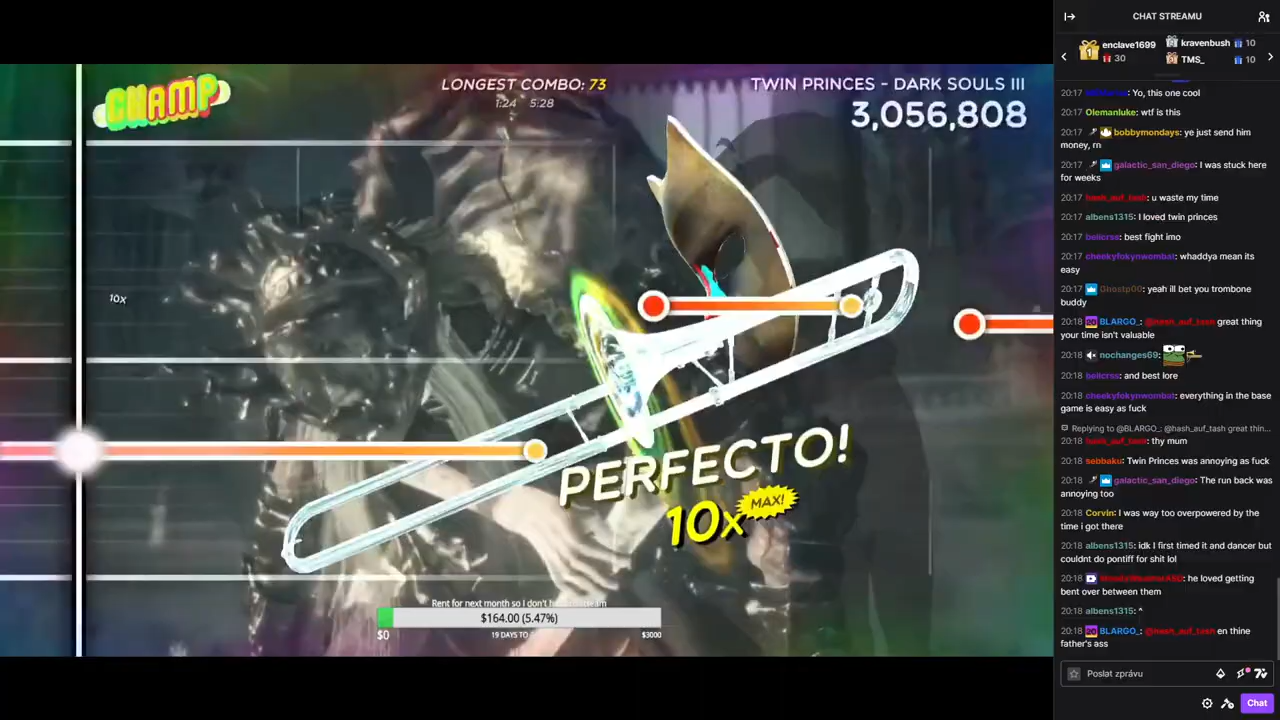 CHAMP
LONGEST COMBO: 73
1:24 5:28
TWIN PRINCES - DARK SOULS III
3,056,808
10X
PERFECTO!
10x MAX!
Rent for next month so I don't
$164.00 (5.47%)
$0
19 DAYS TO
$3000
CHAT STREAMU
1
enclave1699
30
kravenbush 10
TMS_ 10
20:17 Yo, this one cool
20:17 Olemanluke: wtf is this
20:17 bobbymondays: ye just send him
money, rn
20:17 galactic_san_diego: I was stuck here
for weeks
20:17 hash_auf_tash: u waste my time
20:17 albens1315: I loved twin princes
20:17 bellcrss: best fight imo
20:17 cheekyfokynwombat: whaddya mean its
easy
20:17 Ghostp00: yeah ill bet you trombone
buddy
20:18 BLARGO_: @hash_auf_tash great thing
your time isn't valuable
20:18 nochanges69:
20:18 bellcrss: and best lore
20:18 cheekyfokynwombat: everything in the base
game is easy as fuck
Replying to @BLARGO_: @hash_auf_tash great thin...
20:18 hash_auf_tash: thy mum
20:18 sebbaku: Twin Princes was annoying as fuck
20:18 galactic_san_diego: The run back was
annoying too
20:18 Corvin: I was way too overpowered by the
time i got there
20:18 albens1315: idk I first timed it and dancer but
couldnt do pontiff for shit lol
20:18 he loved getting
bent over between them
20:18 albens1315: ^
20:18 BLARGO_: @hash_auf_tash en thine
father's ass
Poslat zprávu
Chat